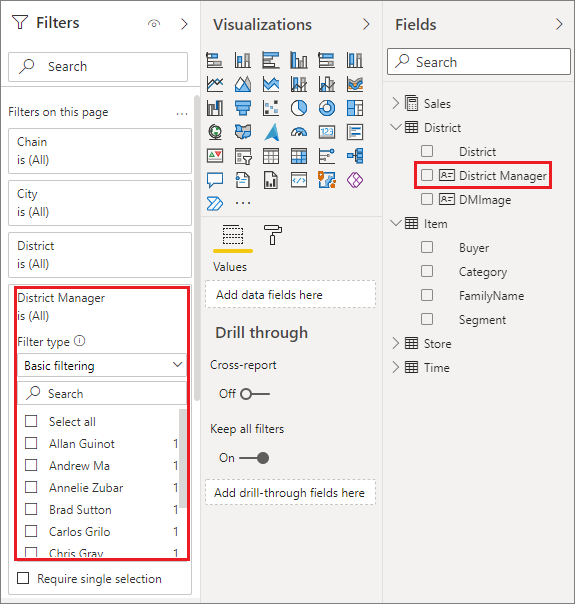 Filters
Search
Filters on this page
...
Chain
is (All)
City
is (All)
District
is (All)
District Manager
is (All)
Filter type
Basic filtering
Search
Select all
Allan Guinot 1
Andrew Ma 1
Annelie Zubar 1
Brad Sutton 1
Carlos Grilo 1
Chris Gray 1
Require single selection
Visualizations
123
R
Py
...
Values
Add data fields here
Drill through
Cross-report
Off
Keep all filters
On
Add drill-through fields here
Fields
Search
Sales
District
District
District Manager
DMImage
Item
Buyer
Category
FamilyName
Segment
Store
Time